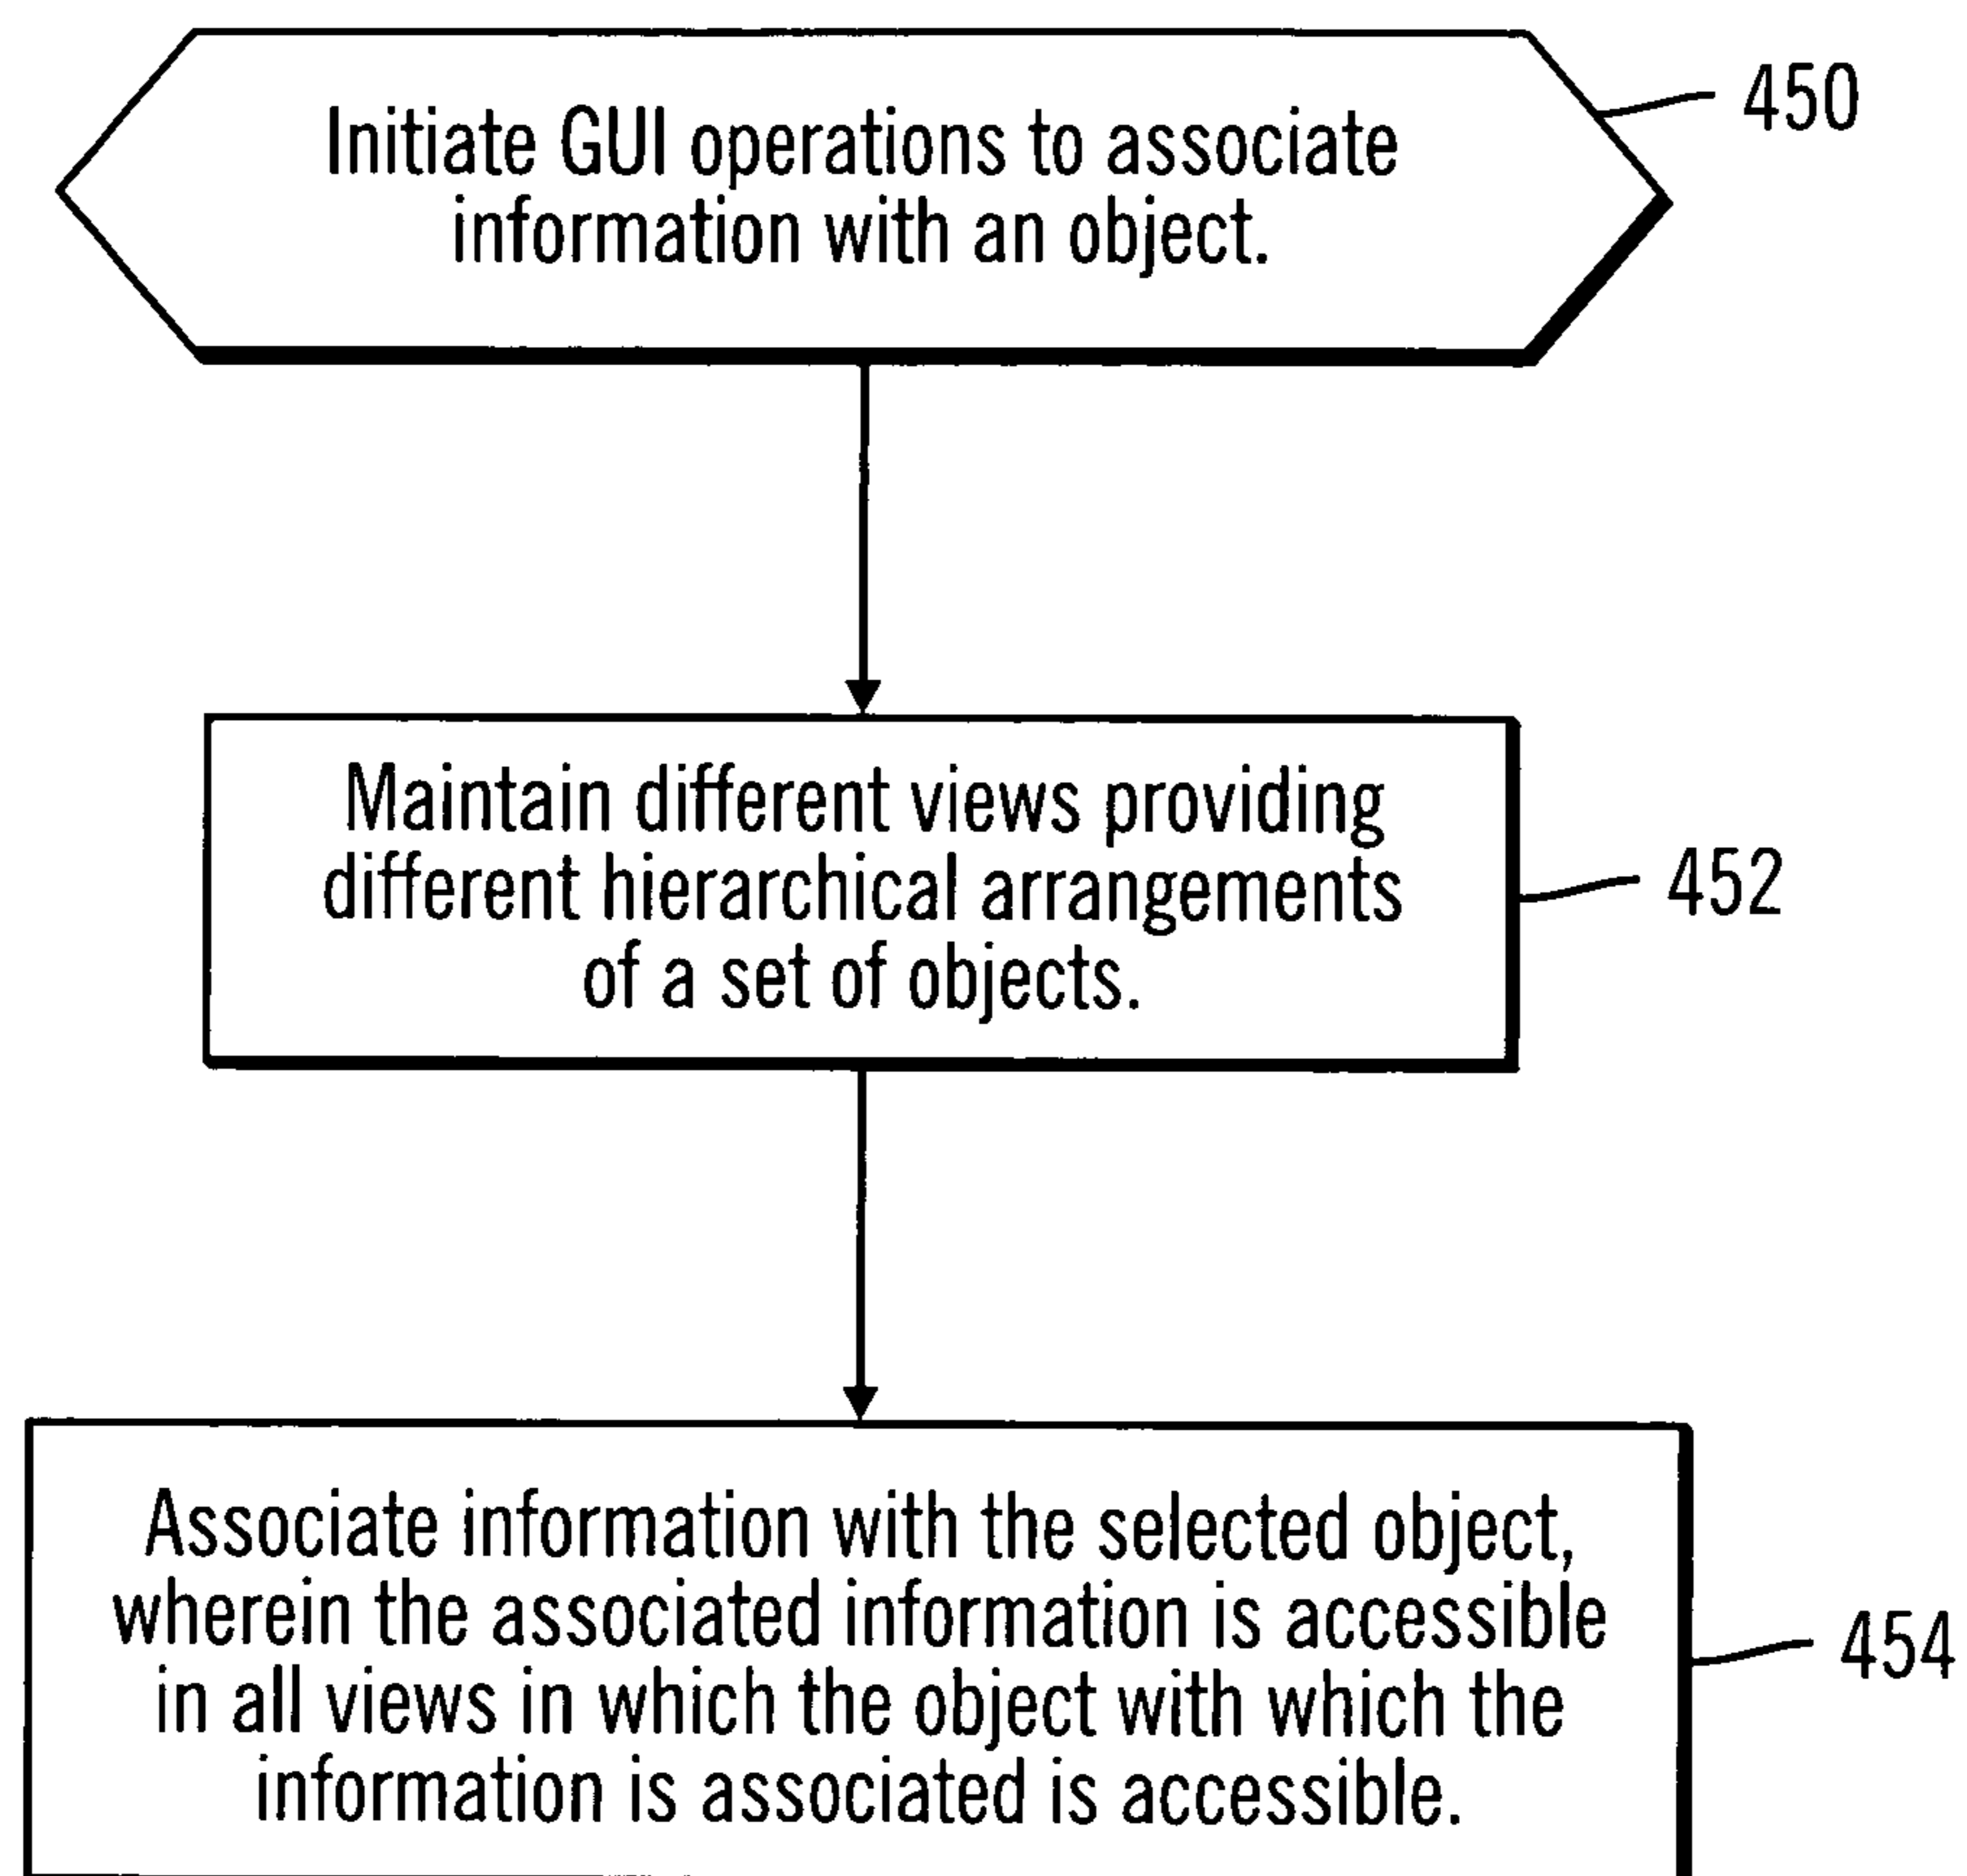 Initiate GUI operations to associate
information with an object.
450
Maintain different views providing
different hierarchical arrangements
of a set of objects.
452
Associate information with the selected object,
wherein the associated information is accessible
in all views in which the object with which the
information is associated is accessible.
454